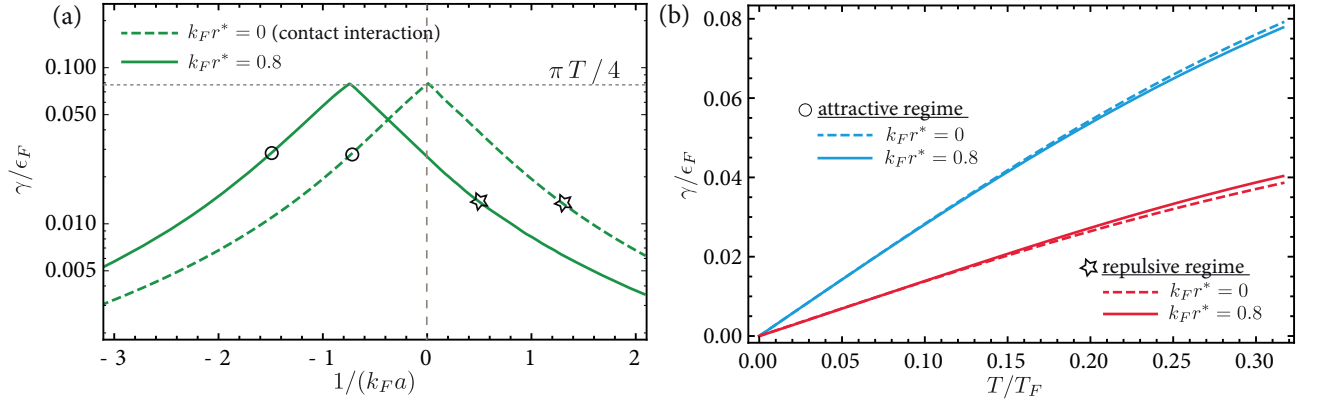 (a)
k_F r* = 0 (contact interaction)
k_F r* = 0.8
π T / 4
0.100
0.050
0.010
0.005
γ/ϵ_F
- 3 - 2 - 1 0 1 2
1/(k_F a)
(b)
0.08
0.06
0.04
0.02
0.00
γ/ϵ_F
attractive regime
k_F r* = 0
k_F r* = 0.8
repulsive regime
k_F r* = 0
k_F r* = 0.8
0.00 0.05 0.10 0.15 0.20 0.25 0.30
T/T_F